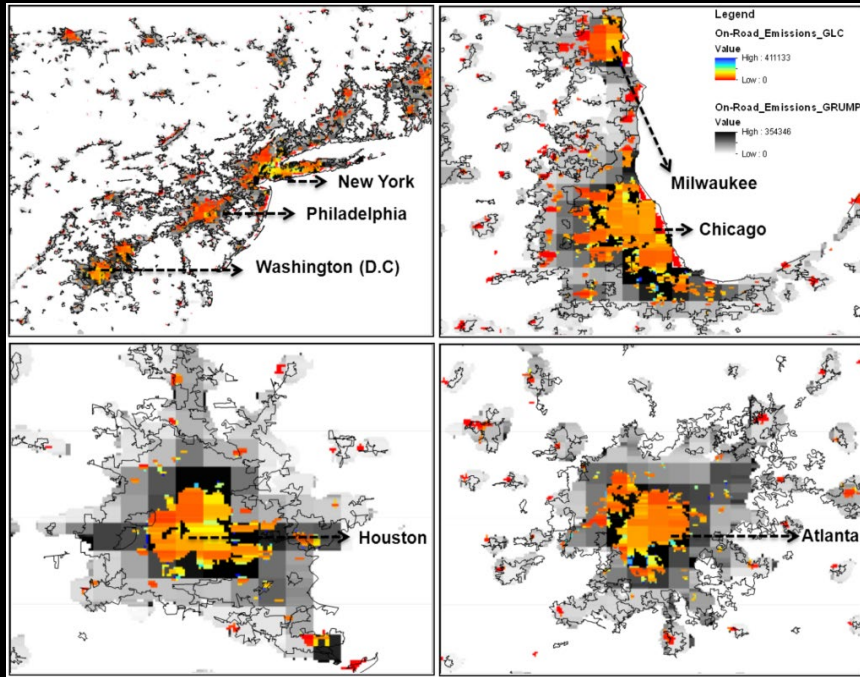 New York
Philadelphia
Washington (D.C)
Legend
On-Road_Emissions_GLC
Value
High : 411133
Low : 0
On-Road_Emissions_GRUMP
Value
High : 354346
Low : 0
Milwaukee
Chicago
Houston
Atlanta